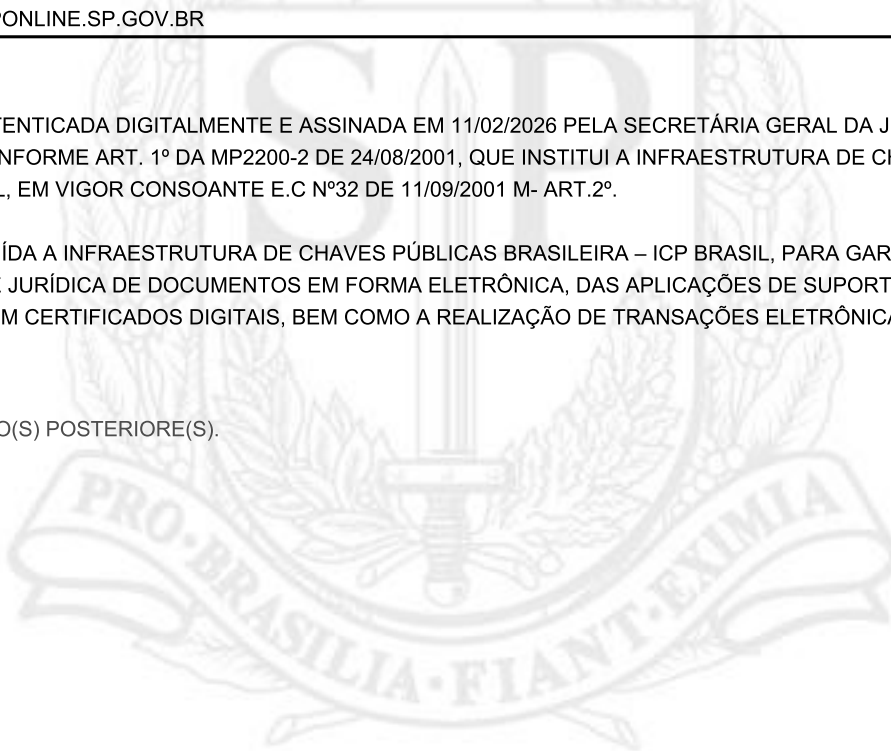 PONLINE.SP.GOV.BR
SP
TENTICADA DIGITALMENTE E ASSINADA EM 11/02/2026 PELA SECRETÁRIA GERAL DA J
NFORME ART. 1º DA MP2200-2 DE 24/08/2001, QUE INSTITUI A INFRAESTRUTURA DE CH
L, EM VIGOR CONSOANTE E.C Nº32 DE 11/09/2001 M- ART.2º.
ÍDA A INFRAESTRUTURA DE CHAVES PÚBLICAS BRASILEIRA – ICP BRASIL, PARA GAR
E JURÍDICA DE DOCUMENTOS EM FORMA ELETRÔNICA, DAS APLICAÇÕES DE SUPORT
M CERTIFICADOS DIGITAIS, BEM COMO A REALIZAÇÃO DE TRANSAÇÕES ELETRÔNICA
O(S) POSTERIORE(S).
PRO·BRASILIA·FIANT·EXIMIA